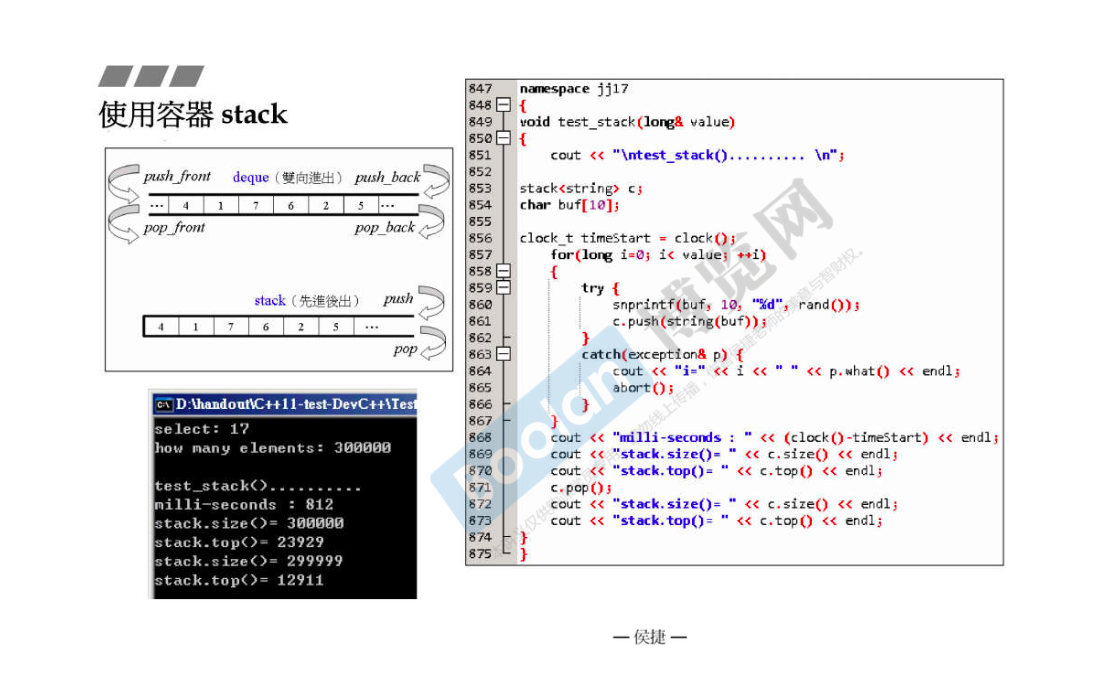 使用容器 stack
push_front deque（雙向進出） push_back
... 4 1 7 6 2 5 ...
pop_front pop_back
stack（先進後出） push
4 1 7 6 2 5 ...
pop
D:\handout\C++11-test-DevC++\Test
select: 17
how many elements: 300000
test_stack()..........
milli-seconds : 812
stack.size()= 300000
stack.top()= 23929
stack.size()= 299999
stack.top()= 12911
847 namespace jj17
848 {
849 void test_stack(long& value)
850 {
851 cout << "\ntest_stack().......... \n";
852
853 stack<string> c;
854 char buf[10];
855
856 clock_t timeStart = clock();
857 for(long i=0; i< value; ++i)
858 {
859 try {
860 snprintf(buf, 10, "%d", rand());
861 c.push(string(buf));
862 }
863 catch(exception& p) {
864 cout << "i=" << i << " " << p.what() << endl;
865 abort();
866 }
867 }
868 cout << "milli-seconds : " << (clock()-timeStart) << endl;
869 cout << "stack.size()= " << c.size() << endl;
870 cout << "stack.top()= " << c.top() << endl;
871 c.pop();
872 cout << "stack.size()= " << c.size() << endl;
873 cout << "stack.top()= " << c.top() << endl;
874 }
875 }
Boolan
博览网
— 侯捷 —